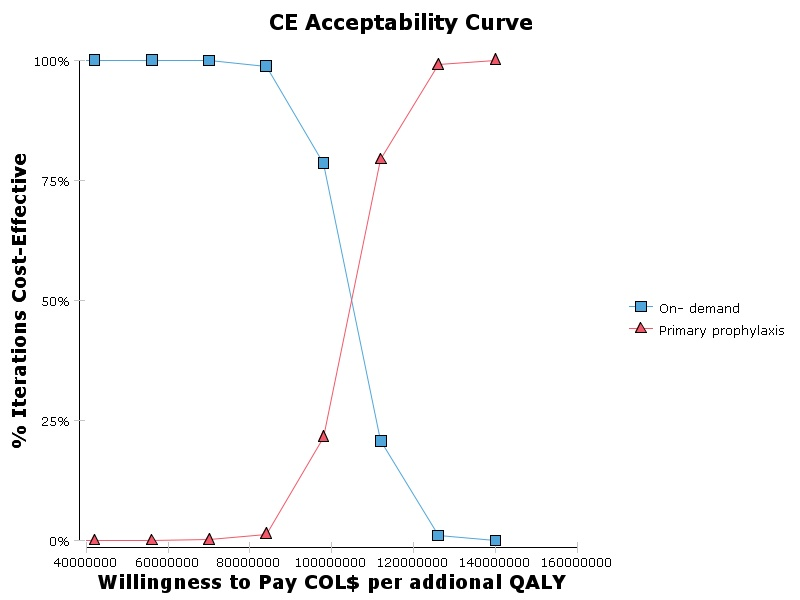 CE Acceptability Curve
% Iterations Cost-Effective
100%
75%
50%
25%
0%
40000000 60000000 80000000 100000000 120000000 140000000 160000000
Willingness to Pay COL$ per addional QALY
On- demand
Primary prophylaxis